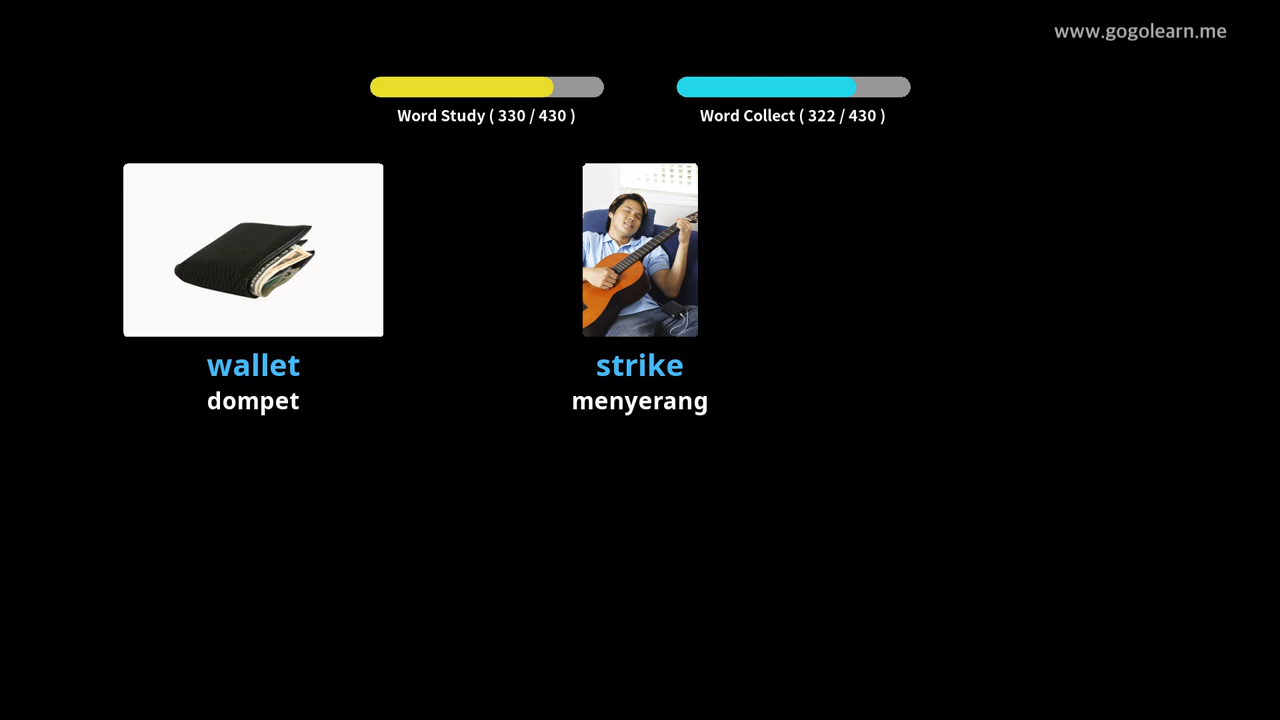 www.gogolearn.me
Word Study ( 330 / 430 )
Word Collect ( 322 / 430 )
wallet
dompet
strike
menyerang